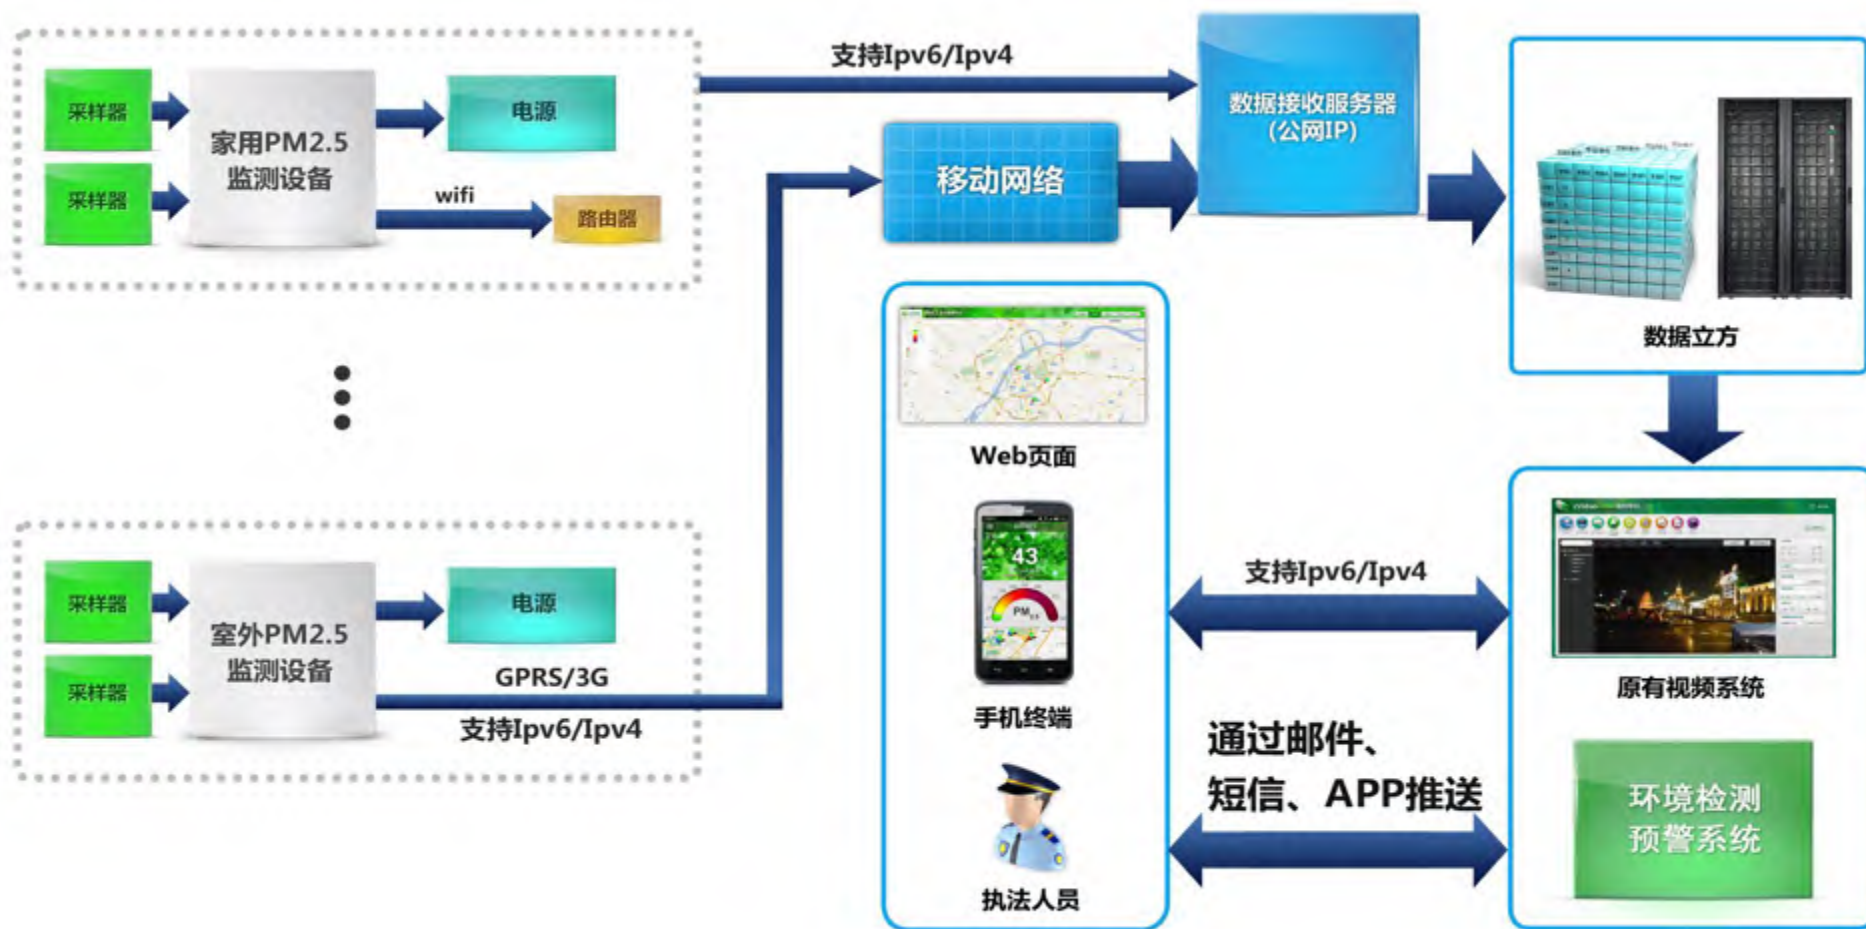 采样器
采样器
家用PM2.5
监测设备
电源
wifi
路由器
支持Ipv6/Ipv4
移动网络
数据接收服务器
(公网IP)
数据立方
采样器
采样器
室外PM2.5
监测设备
电源
GPRS/3G
支持Ipv6/Ipv4
Web页面
43
PM2.5
手机终端
执法人员
支持Ipv6/Ipv4
通过邮件、
短信、APP推送
原有视频系统
环境检测
预警系统